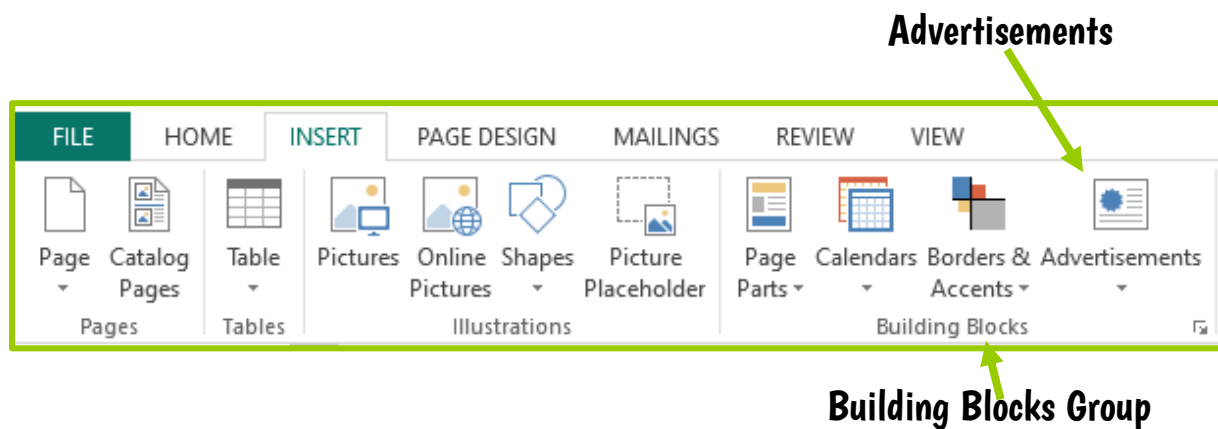 Advertisements
FILE HOME INSERT PAGE DESIGN MAILINGS REVIEW VIEW
Page Catalog Table Pictures Online Shapes Picture Page Calendars Borders & Advertisements
Pages Pictures Placeholder Parts Accents
Pages Tables Illustrations Building Blocks
Building Blocks Group